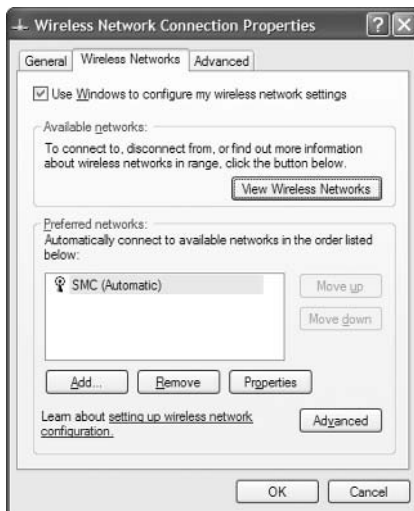 Wireless Network Connection Properties
General Wireless Networks Advanced
Use Windows to configure my wireless network settings
Available networks:
To connect to, disconnect from, or find out more information
about wireless networks in range, click the button below.
View Wireless Networks
Preferred networks:
Automatically connect to available networks in the order listed
below:
SMC (Automatic)
Move up
Move down
Add... Remove Properties
Learn about setting up wireless network
configuration.
Advanced
OK Cancel